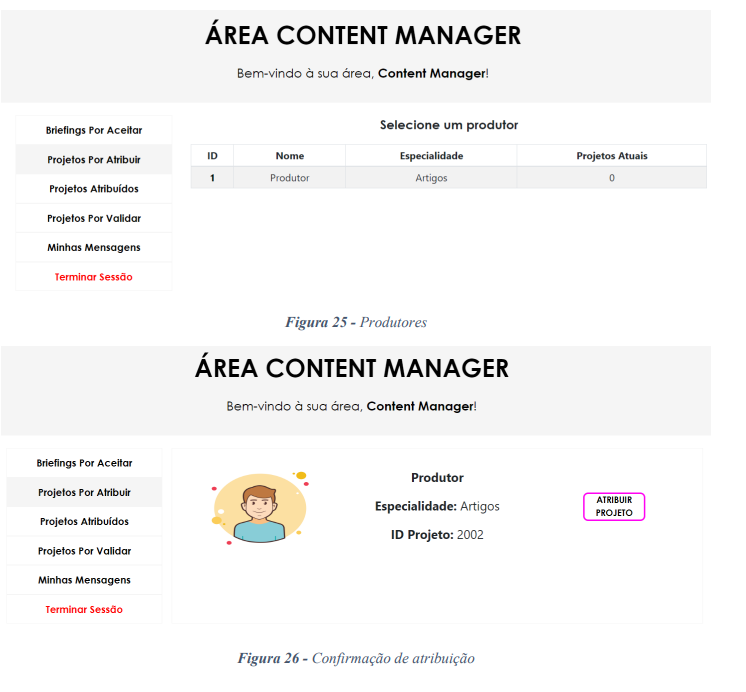 ÁREA CONTENT MANAGER
Bem-vindo à sua área, Content Manager!
Briefings Por Aceitar
Projetos Por Atribuir
Projetos Atribuídos
Projetos Por Validar
Minhas Mensagens
Terminar Sessão
Selecione um produtor
ID Nome Especialidade Projetos Atuais
1 Produtor Artigos 0
Figura 25 - Produtores
ÁREA CONTENT MANAGER
Bem-vindo à sua área, Content Manager!
Briefings Por Aceitar
Projetos Por Atribuir
Projetos Atribuídos
Projetos Por Validar
Minhas Mensagens
Terminar Sessão
Produtor
Especialidade: Artigos
ID Projeto: 2002
ATRIBUIR
PROJETO
Figura 26 - Confirmação de atribuição